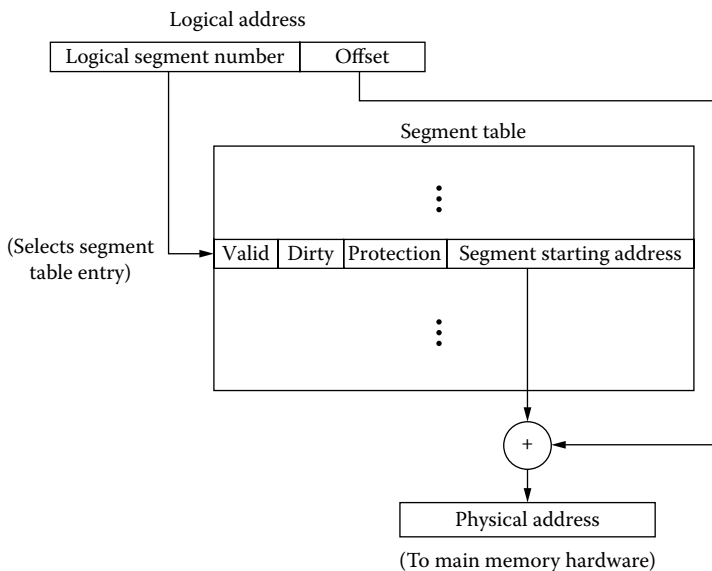 Logical address
Logical segment number Offset
Segment table
(Selects segment
table entry)
Valid Dirty Protection Segment starting address
+
Physical address
(To main memory hardware)